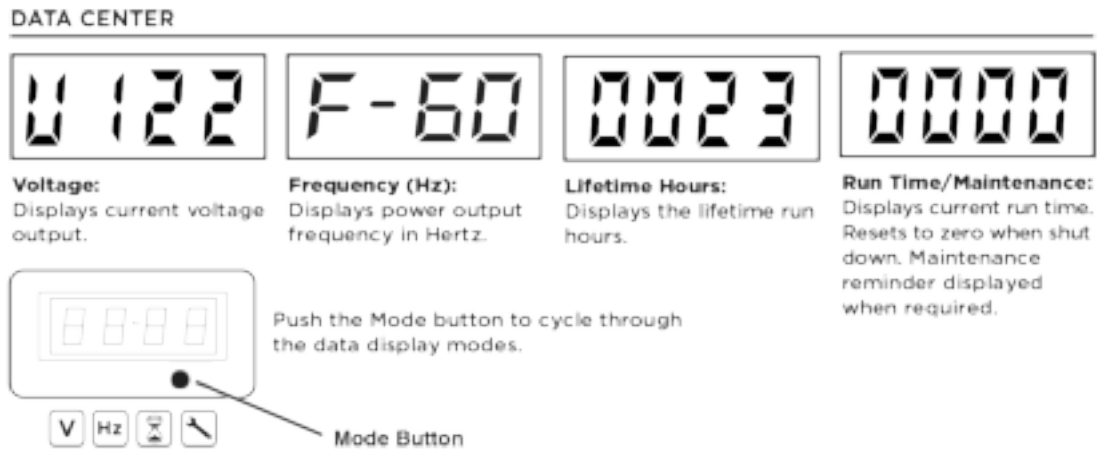 DATA CENTER
U122
F-60
0023
0000
Voltage:
Displays current voltage
output.
Frequency (Hz):
Displays power output
frequency in Hertz.
Lifetime Hours:
Displays the lifetime run
hours.
Run Time/Maintenance:
Displays current run time.
Resets to zero when shut
down. Maintenance
reminder displayed
when required.
88-88
Push the Mode button to cycle through
the data display modes.
V
Hz
Mode Button